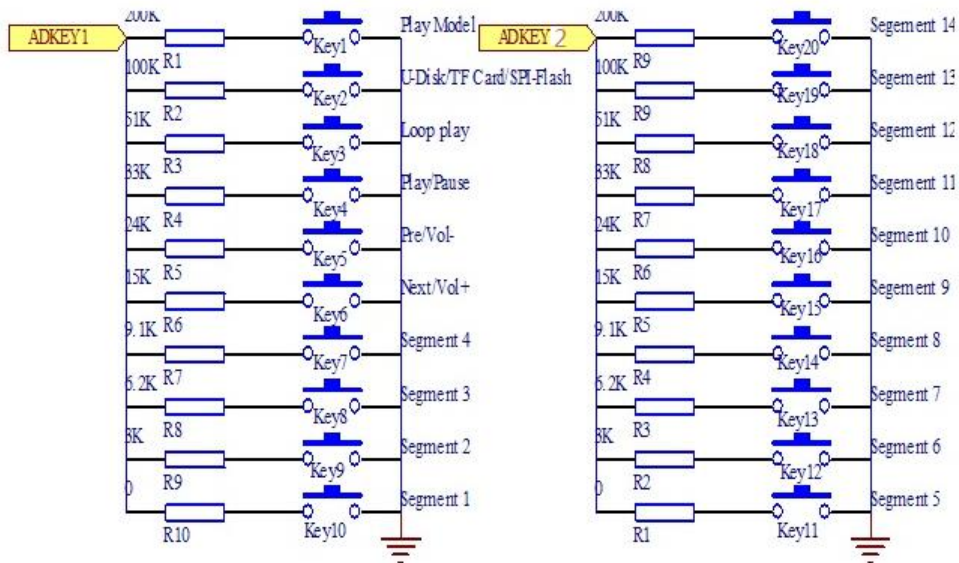 ADKEY1
200K
R1
Key1
Play Model
100K
R2
Key2
U-Disk/TF Card/SPI-Flash
51K
R3
Key3
Loop play
33K
R4
Key4
Play/Pause
24K
R5
Key5
Pre/Vol-
15K
R6
Key6
Next/Vol+
9.1K
R7
Key7
Segment 4
6.2K
R8
Key8
Segment 3
3K
R9
Key9
Segment 2
0
R10
Key10
Segment 1
ADKEY 2
200K
R9
Key20
Segement 14
100K
R9
Key19
Segement 13
51K
R8
Key18
Segement 12
33K
R7
Key17
Segement 11
24K
R6
Key16
Segment 10
15K
R5
Key15
Segement 9
9.1K
R4
Key14
Segment 8
6.2K
R3
Key13
Segment 7
3K
R2
Key12
Segment 6
0
R1
Key11
Segment 5